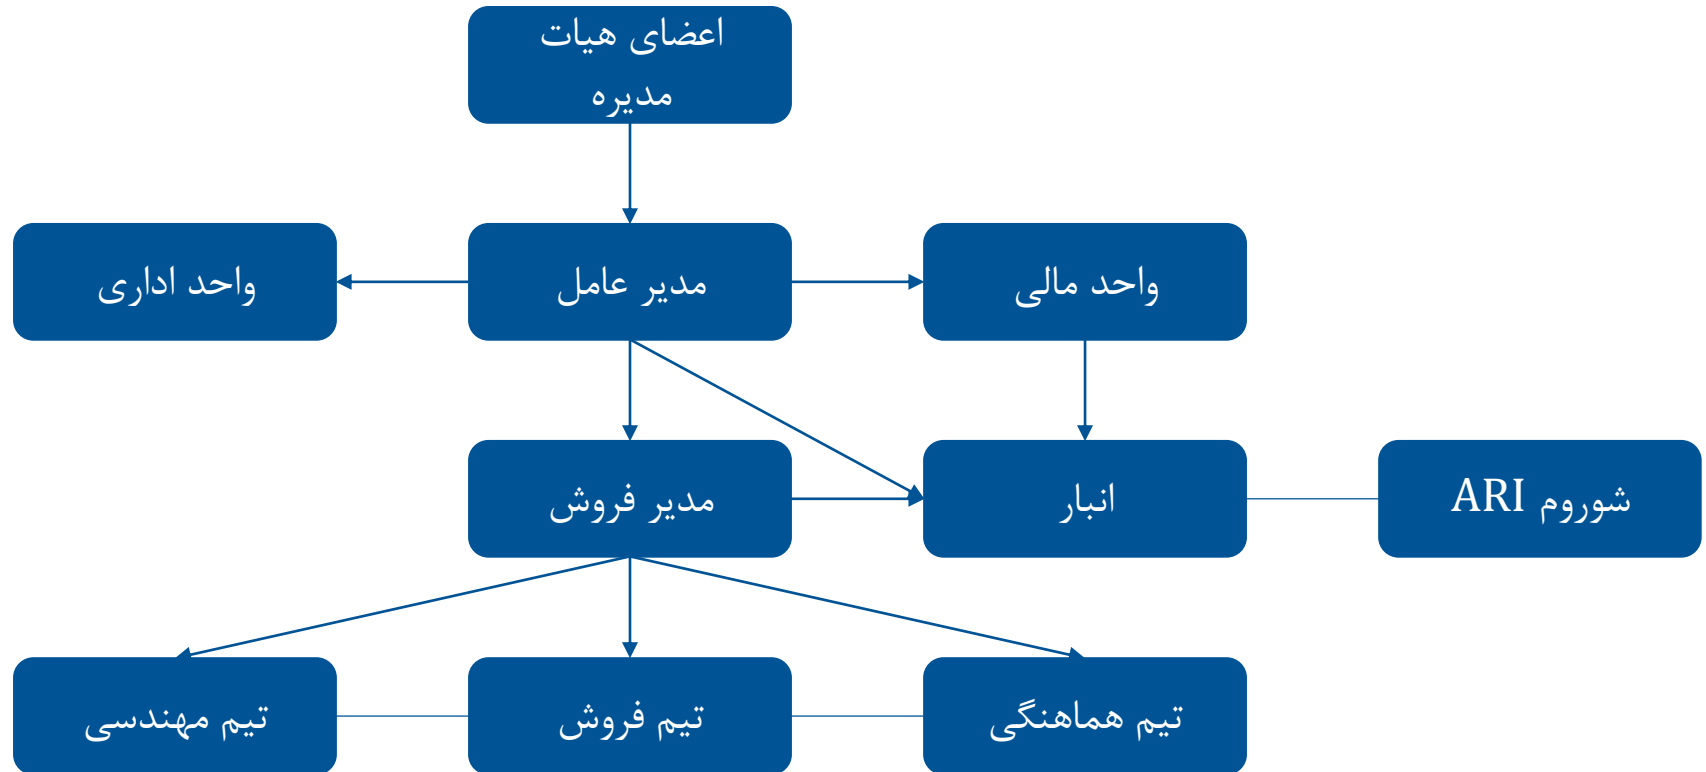 اعضای هیات
مدیره
واحد مالی
مدیر عامل
واحد اداری
شوروم ARI
انبار
مدیر فروش
تیم هماهنگی
تیم فروش
تیم مهندسی